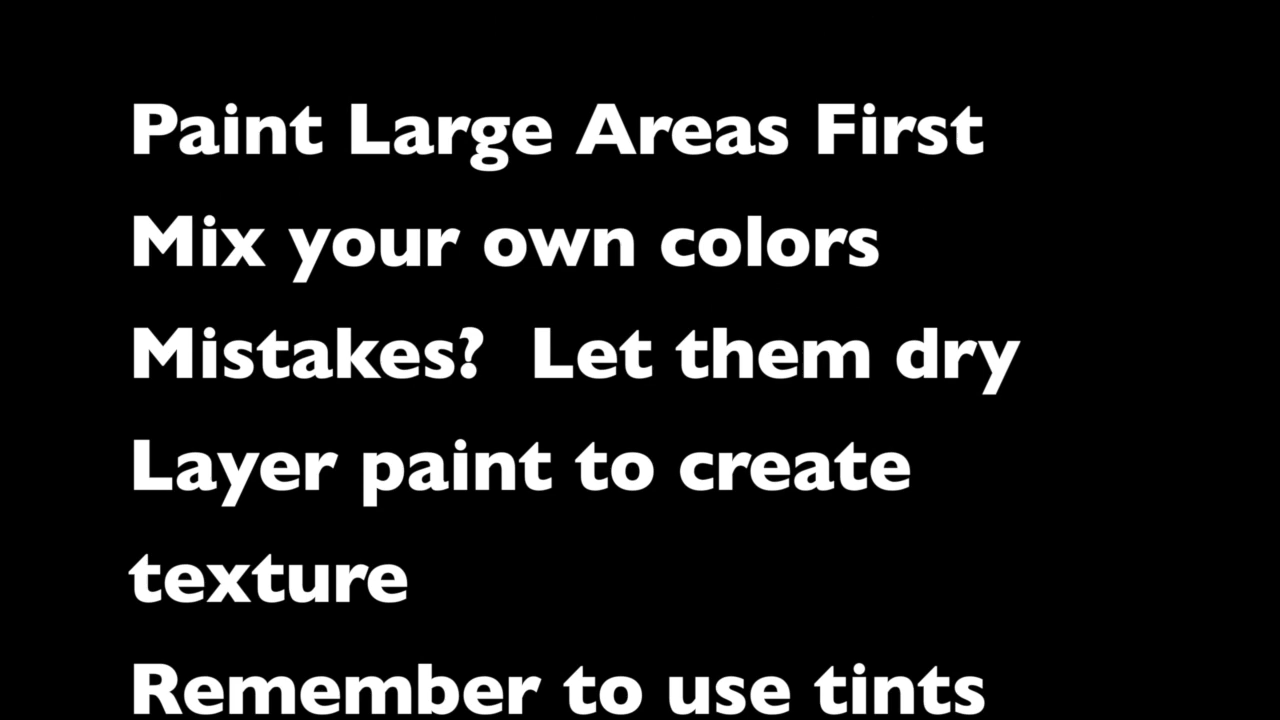 Paint Large Areas First
Mix your own colors
Mistakes?  Let them dry
Layer paint to create
texture
Remember to use tints